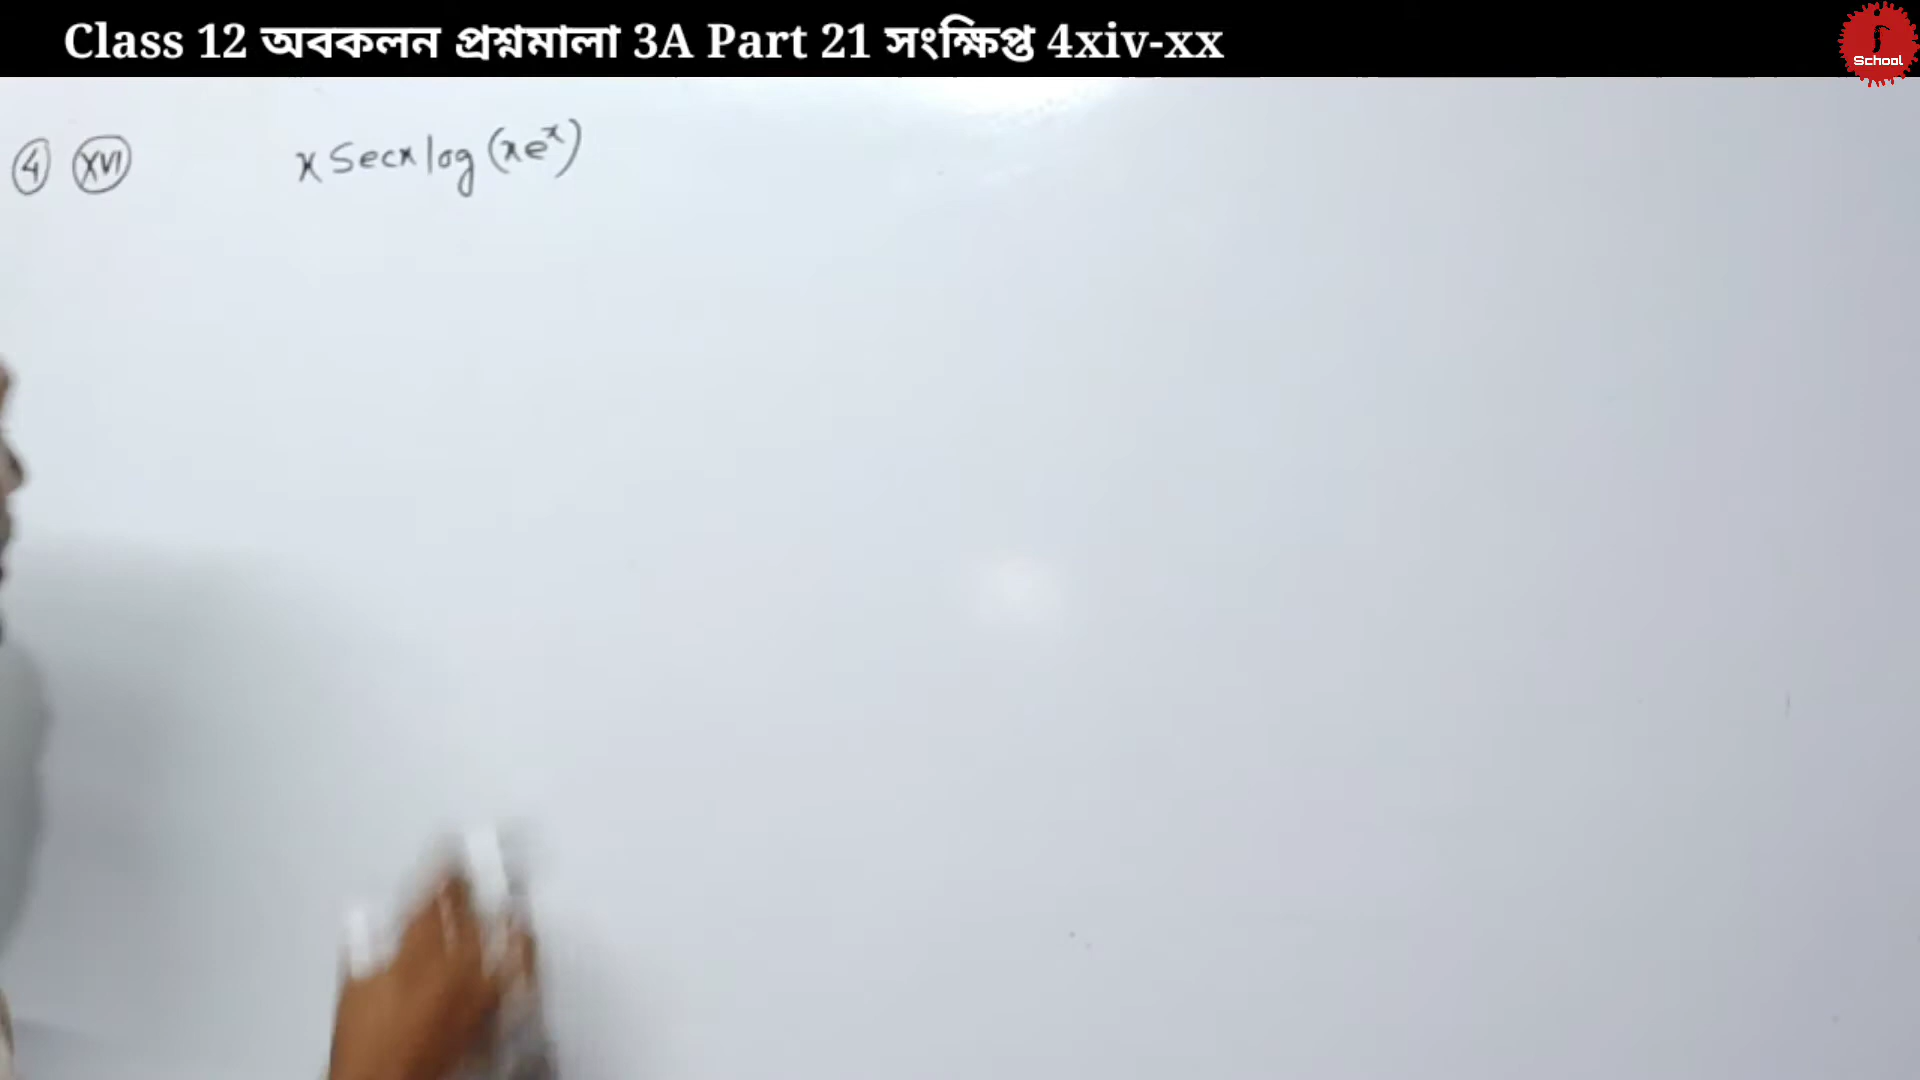 Class 12 অবকলন প্রশ্নমালা 3A Part 21 সংক্ষিপ্ত 4xiv-xx
School
4 XVI x Secx log (xe^x)